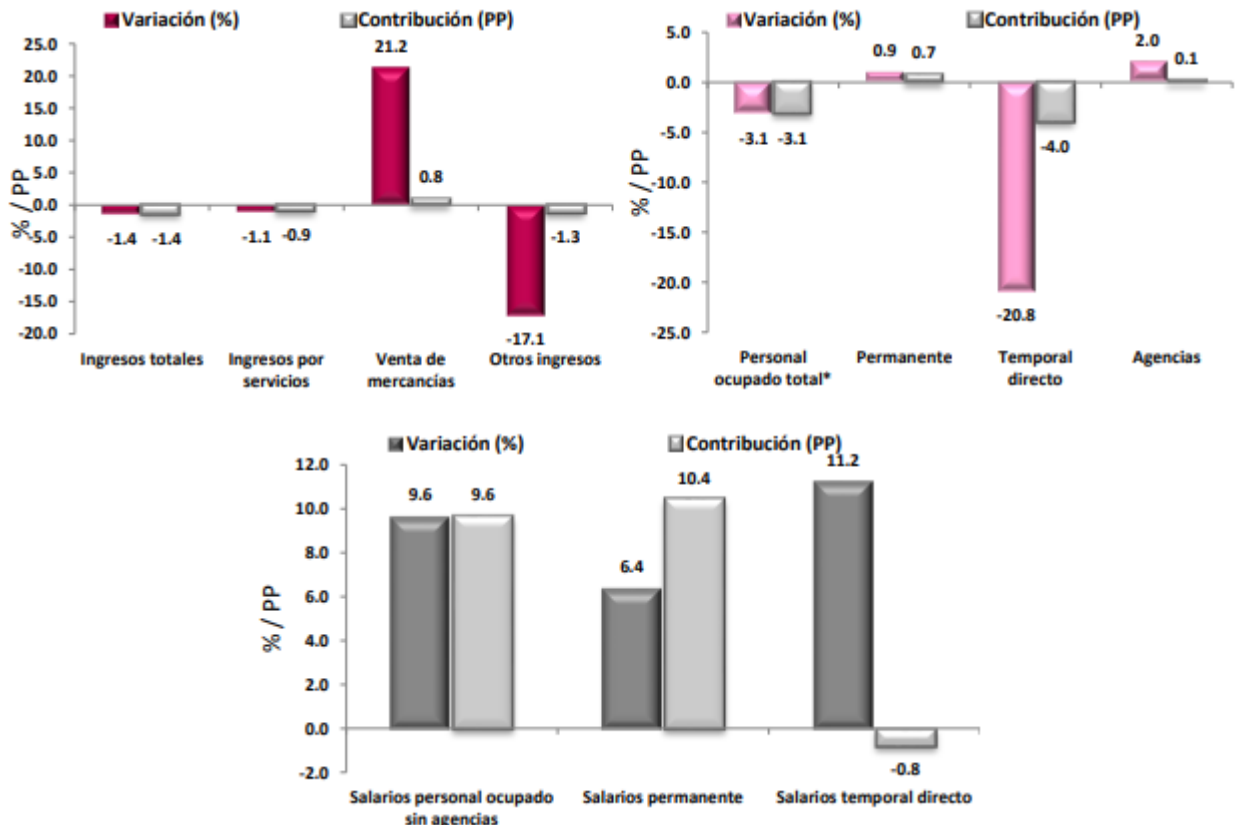 Variación (%) Contribución (PP)
25.0
20.0
15.0
10.0
5.0
0.0
-5.0
-10.0
-15.0
-20.0
% / PP
-1.4 -1.4
-1.1 -0.9
21.2 0.8
-17.1 -1.3
Ingresos totales
Ingresos por
servicios
Venta de
mercancías
Otros ingresos
Variación (%) Contribución (PP)
5.0
0.0
-5.0
-10.0
-15.0
-20.0
-25.0
% / PP
-3.1 -3.1
0.9 0.7
-20.8 -4.0
2.0 0.1
Personal
ocupado total*
Permanente
Temporal
directo
Agencias
Variación (%) Contribución (PP)
12.0
10.0
8.0
6.0
4.0
2.0
0.0
-2.0
% / PP
9.6 9.6
6.4 10.4
11.2 -0.8
Salarios personal ocupado
sin agencias
Salarios permanente
Salarios temporal directo